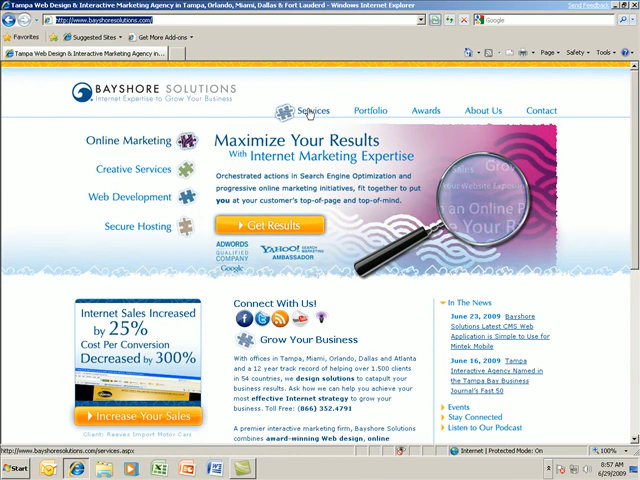 Tampa Web Design & Interactive Marketing Agency in Tampa, Orlando, Miami, Dallas & Fort Lauderd - Windows Internet Explorer
Send Feedback
http://www.bayshoresolutions.com/
Google
Favorites
Suggested Sites
Get More Add-ons
Tampa Web Design & Interactive Marketing Agency in ...
Page
Safety
Tools
BAYSHORE SOLUTIONS
Internet Expertise to Grow Your Business
Services
Portfolio
Awards
About Us
Contact
Online Marketing
Creative Services
Web Development
Secure Hosting
Maximize Your Results
With Internet Marketing Expertise
Orchestrated actions in Search Engine Optimization and
progressive online marketing initiatives, fit together to put
you at your customer's top-of-page and top-of-mind.
Get Results
ADWORDS
QUALIFIED
COMPANY
Google
YAHOO! SEARCH MARKETING
AMBASSADOR
Sales
Grow
Your Website Exposure
an Online
Internet Sales Increased
by 25%
Cost Per Conversion
Decreased by 300%
Increase Your Sales
Client: Reeves Import Motor Cars
Connect With Us!
Grow Your Business
With offices in Tampa, Miami, Orlando, Dallas and Atlanta
and a 12 year track record of helping over 1.500 clients
in 54 countries, we design solutions to catapult your
business results. Ask how we can help you achieve your
most effective Internet strategy to grow your
business. Toll Free: (866) 352.4791
A premier interactive marketing firm, Bayshore Solutions
combines award-winning Web design, online
In The News
June 23, 2009 Bayshore
Solutions Latest CMS Web
Application is Simple to Use for
Mintek Mobile
June 16, 2009 Tampa
Interactive Agency Named in
the Tampa Bay Business
Journal's Fast 50
Events
Stay Connected
Listen to Our Podcast
http://www.bayshoresolutions.com/services.aspx
Internet | Protected Mode: On
100%
Start
8:57 AM
6/29/2009